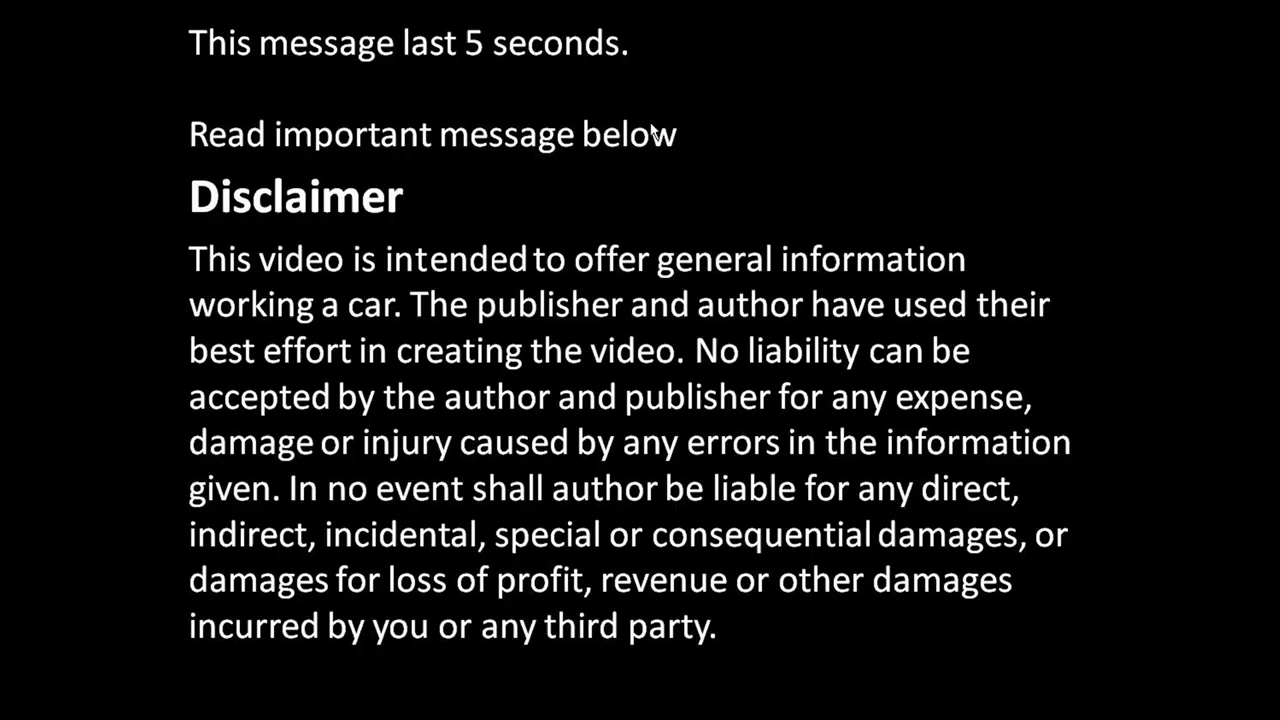 This message last 5 seconds.
Read important message below
Disclaimer
This video is intended to offer general information
working a car. The publisher and author have used their
best effort in creating the video. No liability can be
accepted by the author and publisher for any expense,
damage or injury caused by any errors in the information
given. In no event shall author be liable for any direct,
indirect, incidental, special or consequential damages, or
damages for loss of profit, revenue or other damages
incurred by you or any third party.